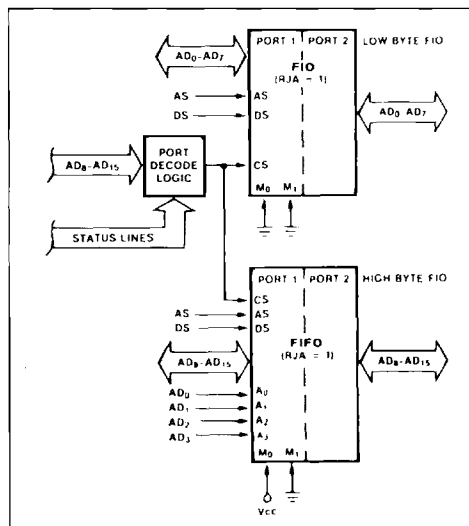 PORT 1 PORT 2 LOW BYTE FIO
AD0-AD7
FIO
(RJA = 1)
AS AS
DS DS
AD0-AD7
AD8-AD15
PORT
DECODE
LOGIC
CS
M0 M1
STATUS LINES
PORT 1 PORT 2 HIGH BYTE FIO
CS
AS AS
DS DS
FIFO
(RJA = 1)
AD8-AD15
AD8-AD15
AD0 A0
AD1 A1
AD2 A2
AD3 A3
M0 M1
Vcc